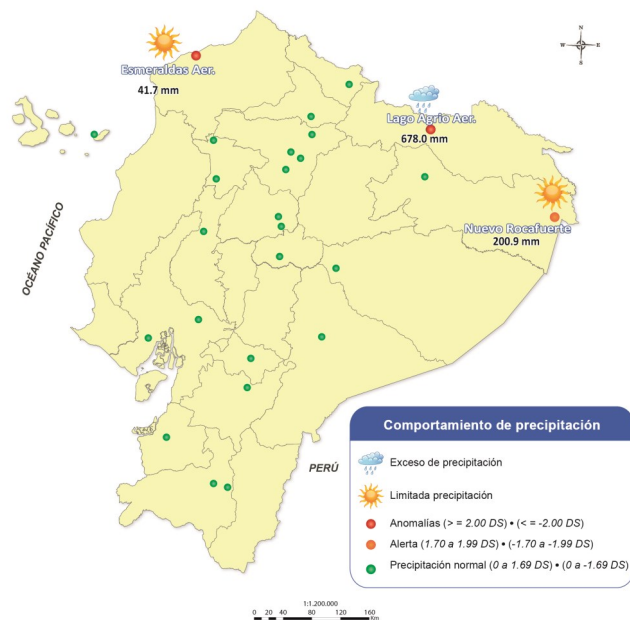 N
W E
S
Esmeraldas Aer.
41.7 mm
Lago Agrio Aer.
678.0 mm
Nuevo Rocafuerte
200.9 mm
OCÉANO PACÍFICO
PERÚ
Comportamiento de precipitación
Exceso de precipitación
Limitada precipitación
Anomalías (> = 2.00 DS) • (< = -2.00 DS)
Alerta (1.70 a 1.99 DS) • (-1.70 a -1.99 DS)
Precipitación normal (0 a 1.69 DS) • (0 a -1.69 DS)
1:1.200.000
0 20 40 80 120 160
Km